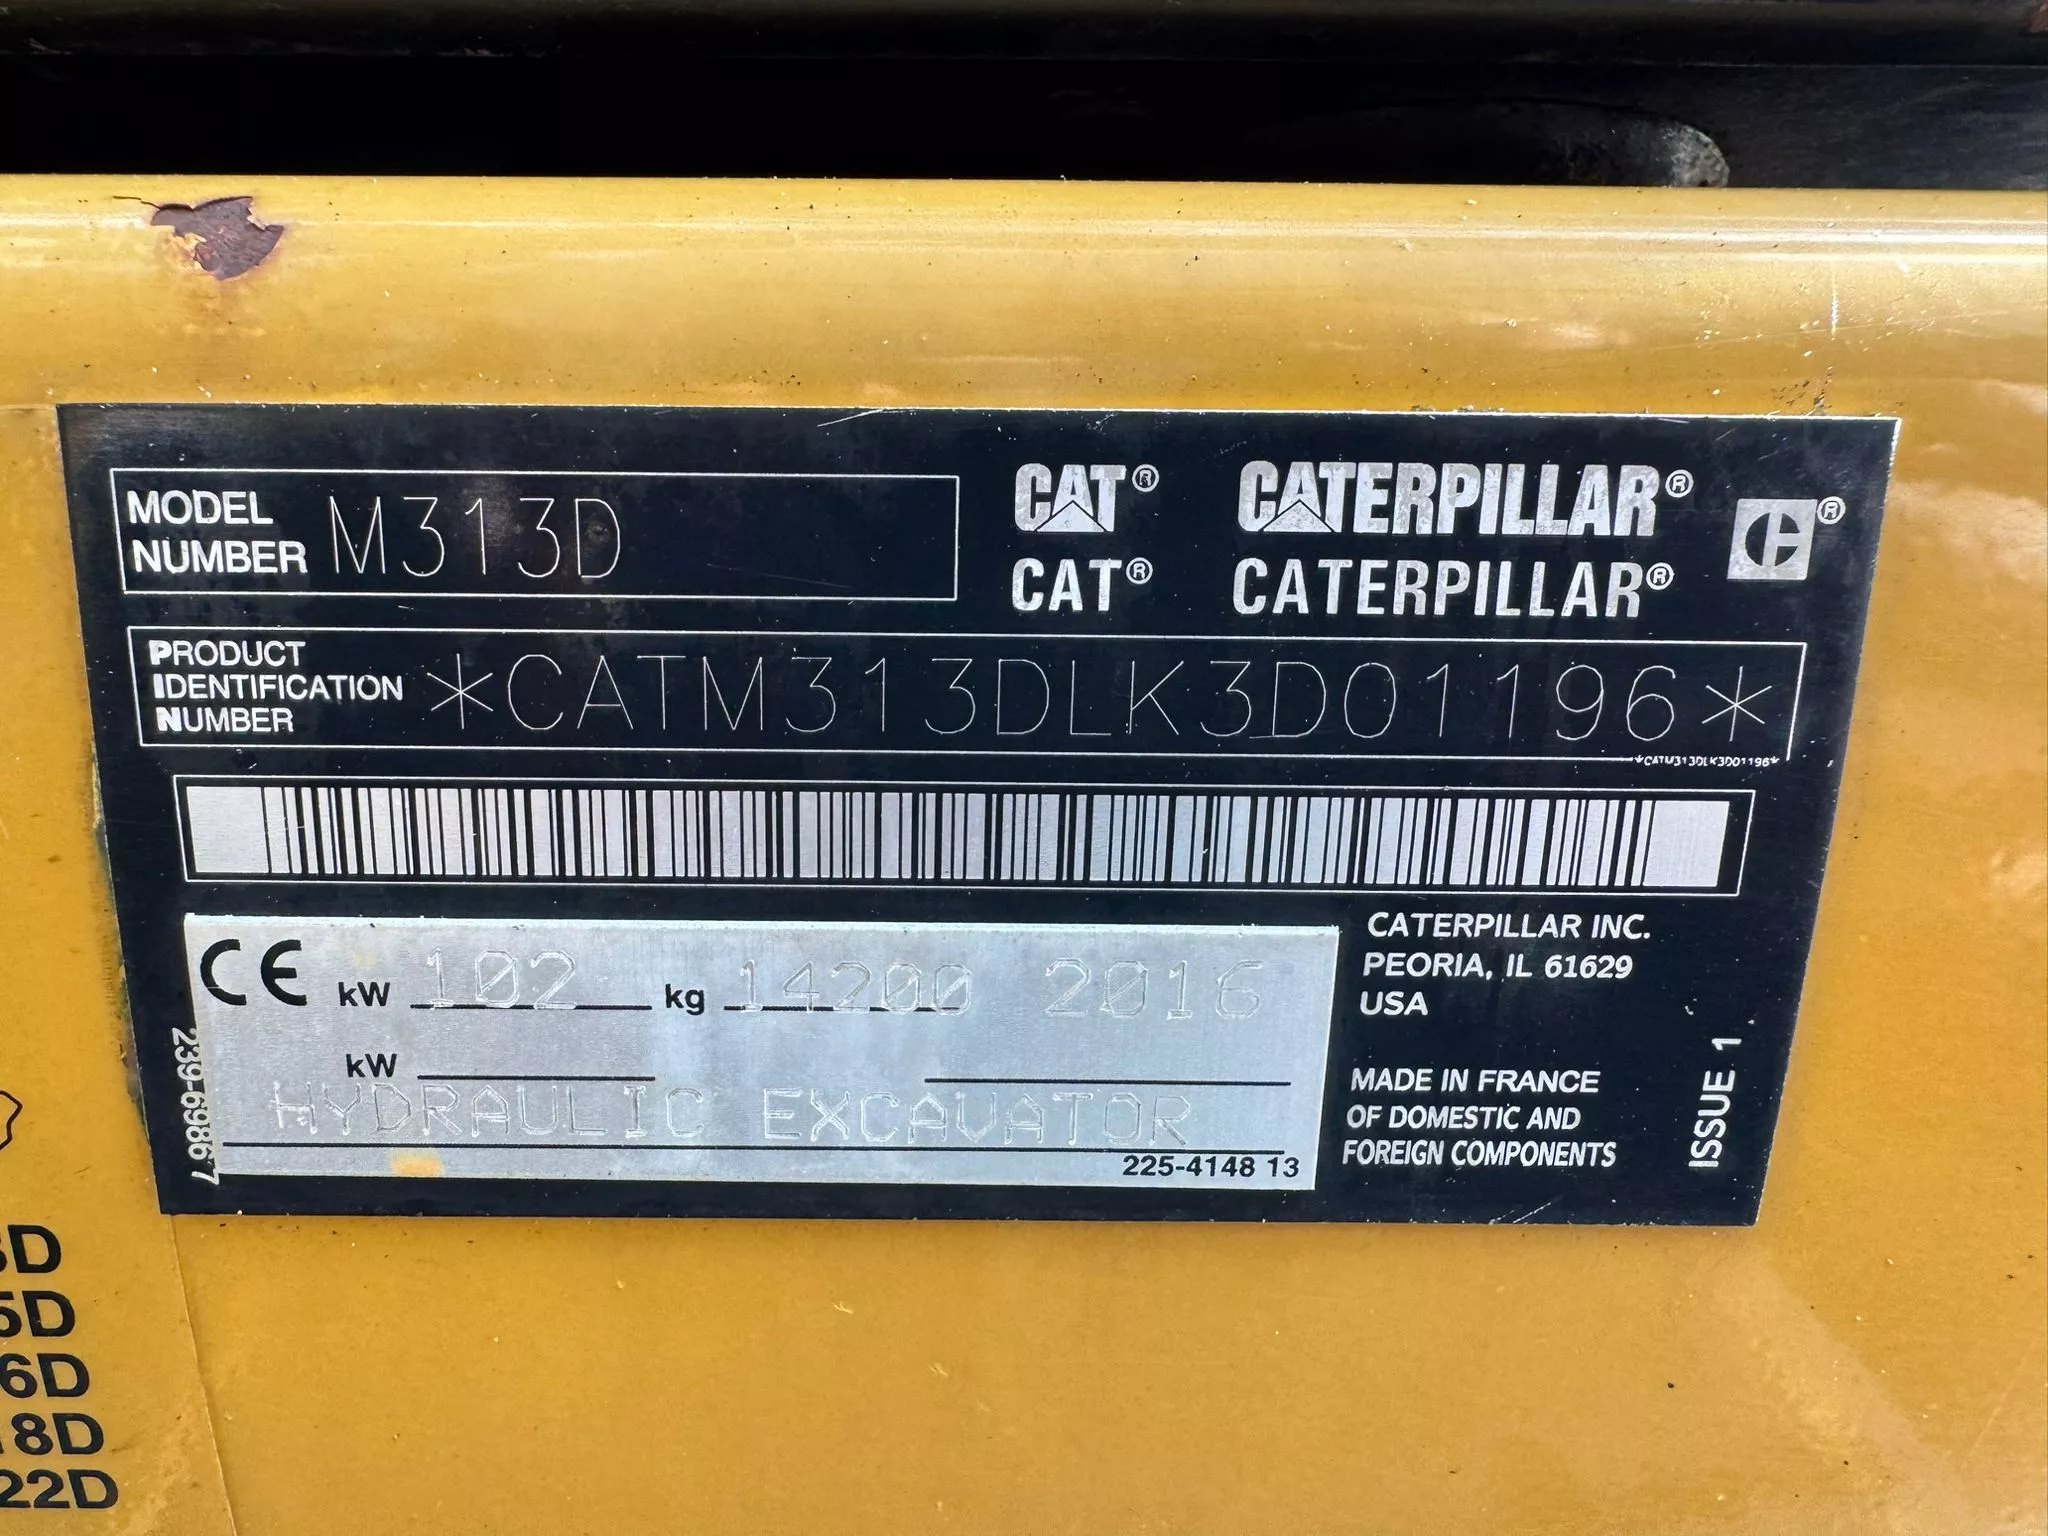 MODEL NUMBER M313D
CAT® CATERPILLAR®
CAT® CATERPILLAR®
C®
PRODUCT
IDENTIFICATION
NUMBER
*CATM313DLK3D01196*
*CATM313DLK3D01196*
CE kW 102 kg 14200 2016
kW
HYDRAULIC EXCAVATOR
225-4148 13
239-6986 7
CATERPILLAR INC.
PEORIA, IL 61629
USA
MADE IN FRANCE
OF DOMESTIC AND
FOREIGN COMPONENTS
ISSUE 1
3D
5D
6D
18D
22D